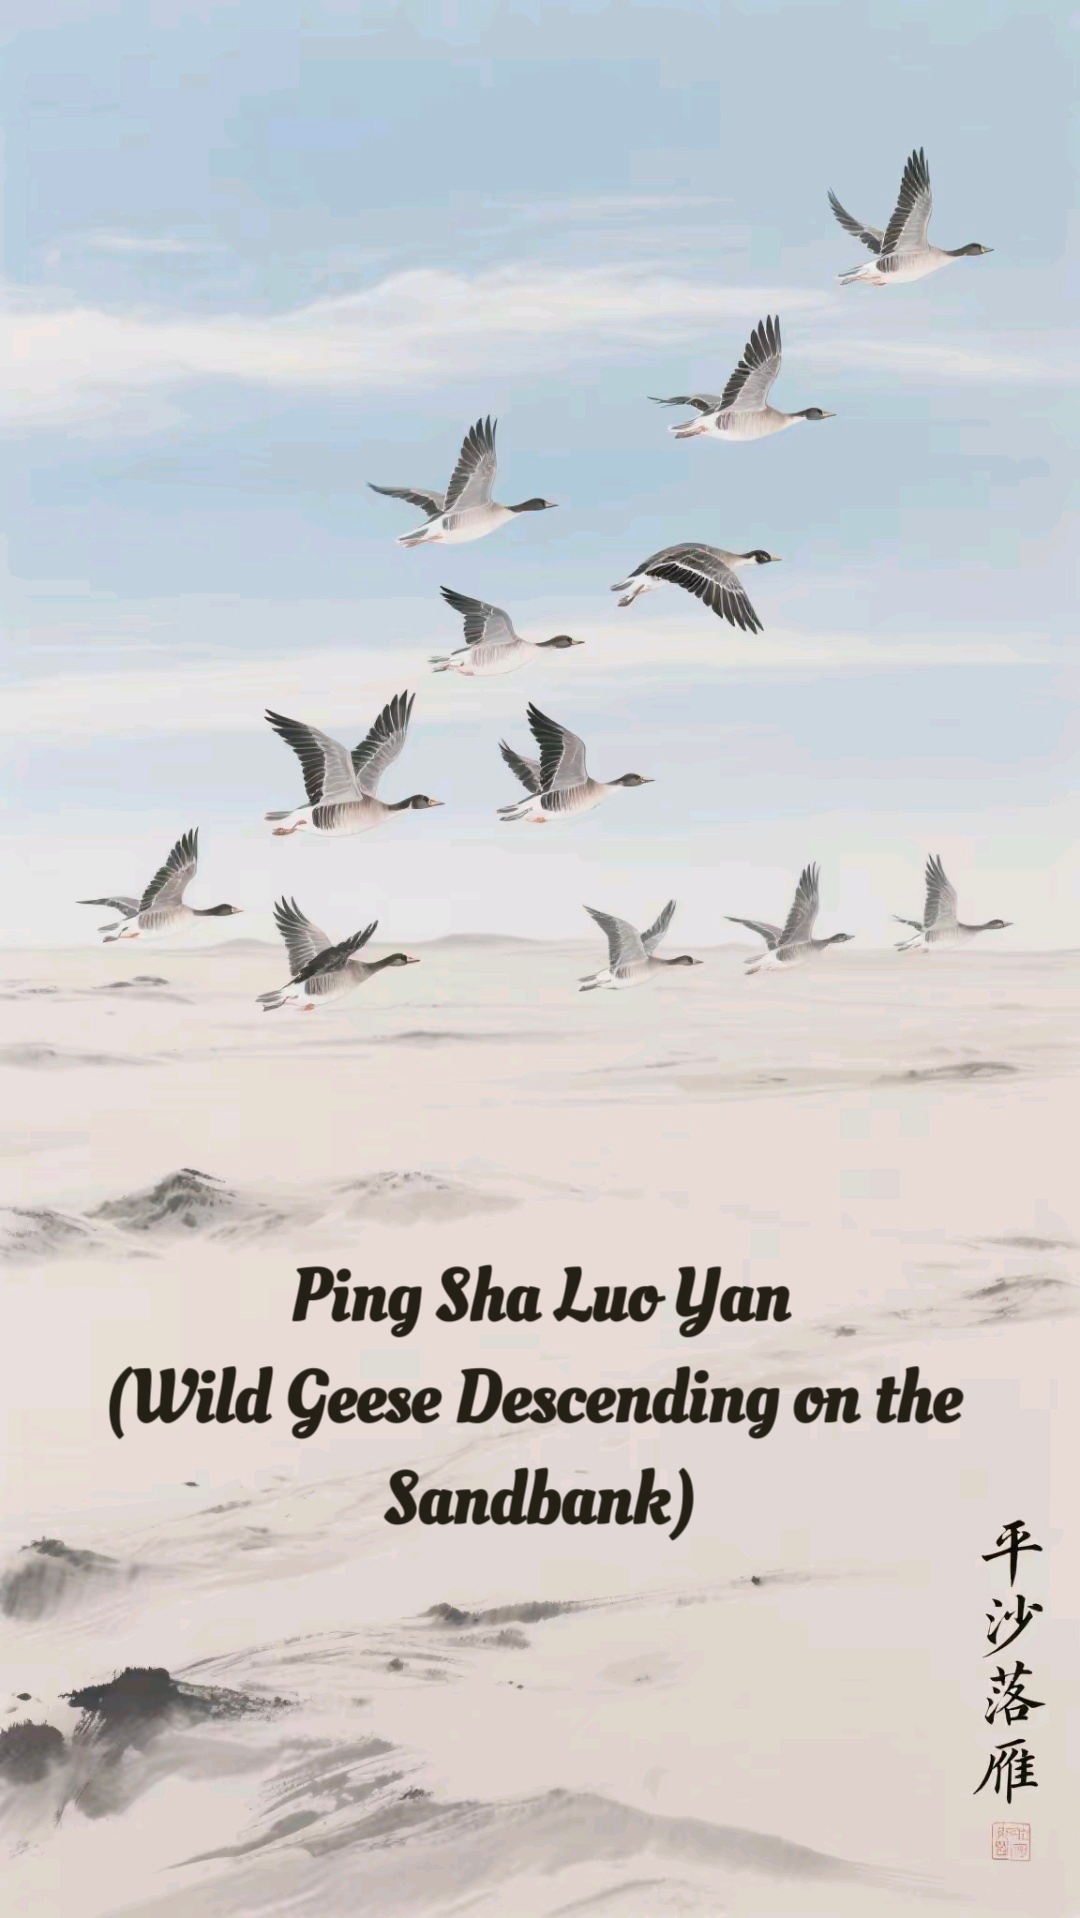 Ping Sha Luo Yan
(Wild Geese Descending on the
Sandbank)
平沙落雁